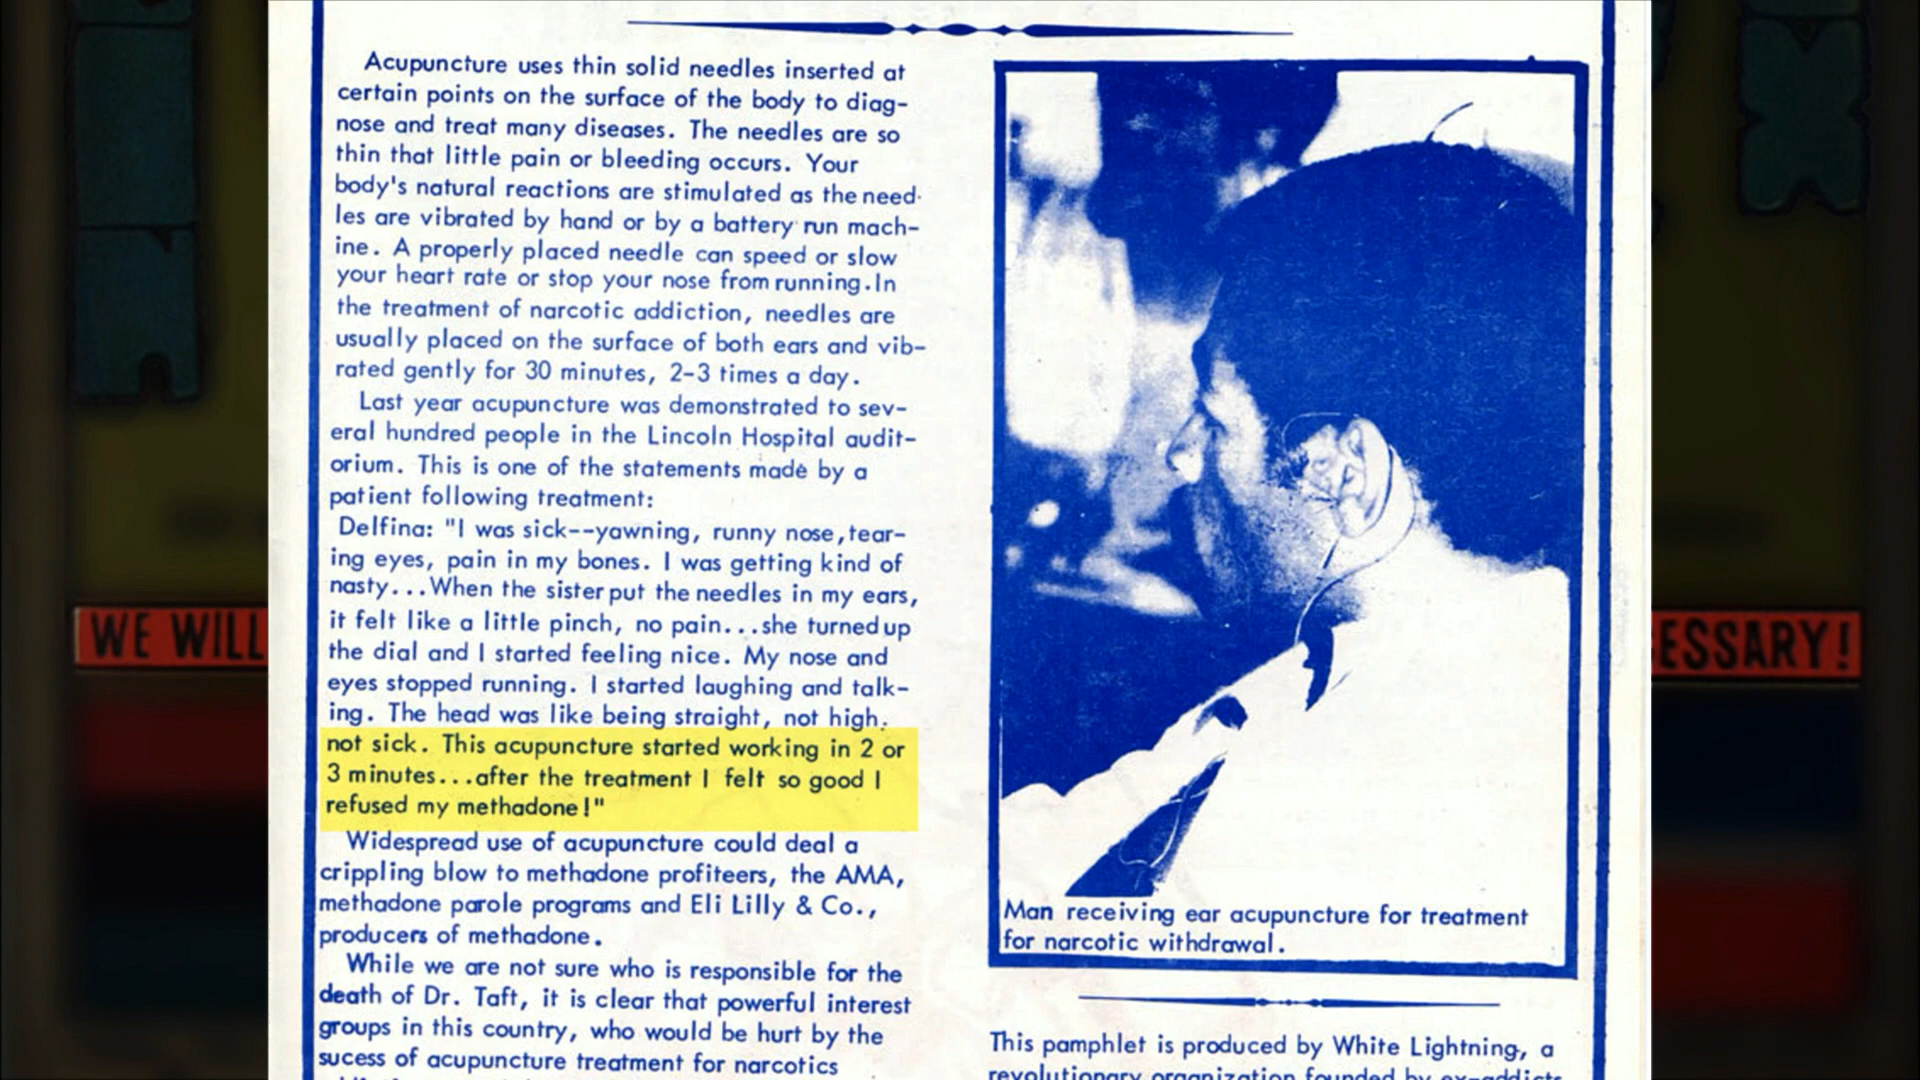 Acupuncture uses thin solid needles inserted at
certain points on the surface of the body to diag-
nose and treat many diseases. The needles are so
thin that little pain or bleeding occurs. Your
body's natural reactions are stimulated as the need-
les are vibrated by hand or by a battery run mach-
ine. A properly placed needle can speed or slow
your heart rate or stop your nose from running. In
the treatment of narcotic addiction, needles are
usually placed on the surface of both ears and vib-
rated gently for 30 minutes, 2-3 times a day.
Last year acupuncture was demonstrated to sev-
eral hundred people in the Lincoln Hospital audit-
orium. This is one of the statements made by a
patient following treatment:
Delfina: "I was sick--yawning, runny nose, tear-
ing eyes, pain in my bones. I was getting kind of
nasty...When the sister put the needles in my ears,
it felt like a little pinch, no pain...she turned up
the dial and I started feeling nice. My nose and
eyes stopped running. I started laughing and talk-
ing. The head was like being straight, not high.
not sick. This acupuncture started working in 2 or
3 minutes...after the treatment I felt so good I
refused my methadone!"
Widespread use of acupuncture could deal a
crippling blow to methadone profiteers, the AMA,
methadone parole programs and Eli Lilly & Co.,
producers of methadone.
While we are not sure who is responsible for the
death of Dr. Taft, it is clear that powerful interest
groups in this country, who would be hurt by the
sucess of acupuncture treatment for narcotics
Man receiving ear acupuncture for treatment
for narcotic withdrawal.
This pamphlet is produced by White Lightning, a
revolutionary organization founded by ex-addicts
WE WILL
ESSARY!